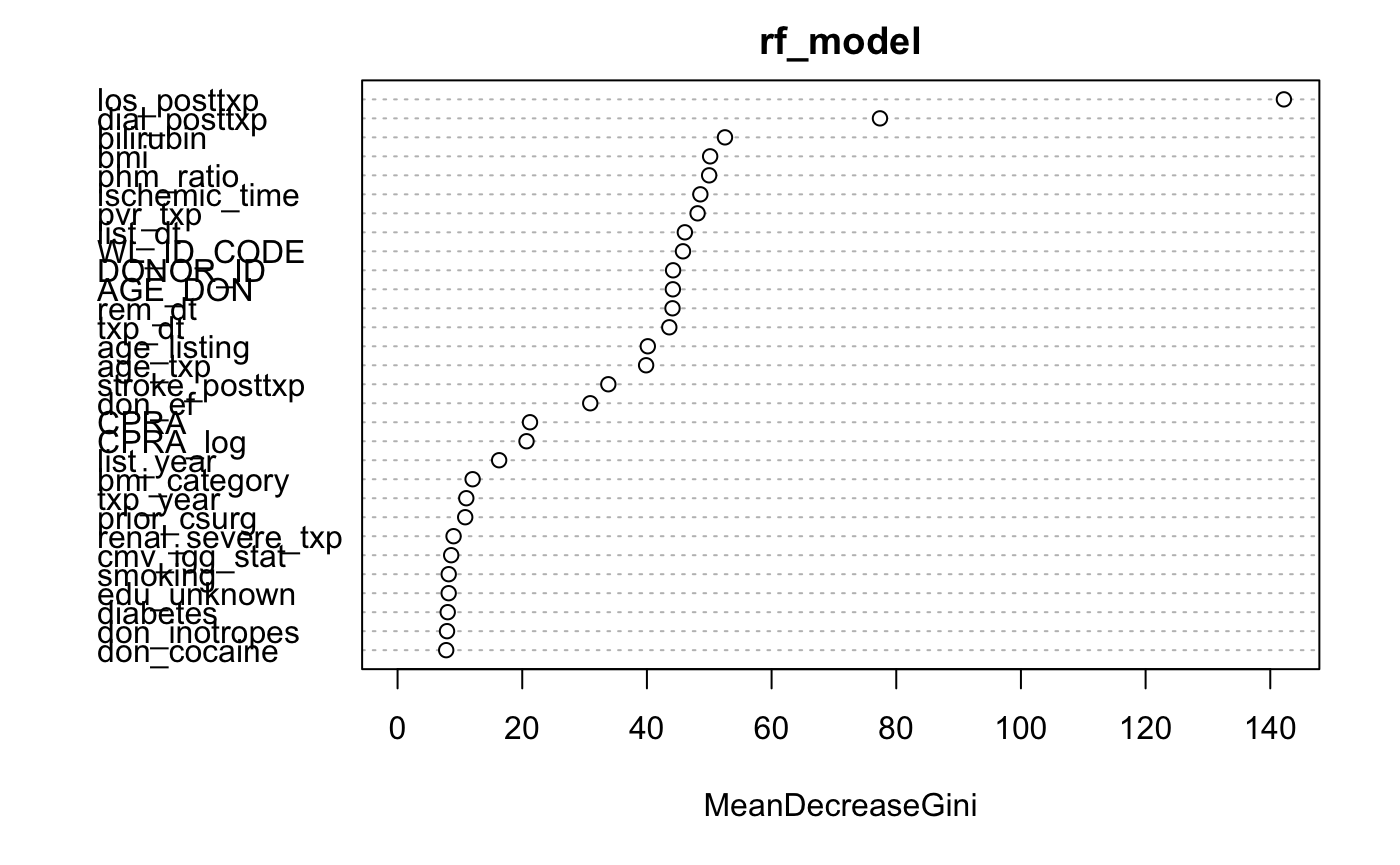 rf_model
los_posttxp
dial_posttxp
bilirubin
bmi
phm_ratio
Ischemic_time
pvr_txp
list_dt
WL_ID_CODE
DONOR_ID
AGE_DON
rem_dt
txp_dt
age_listing
age_txp
stroke_posttxp
don_ef
CPRA
CPRA_log
list_year
bmi_category
txp_year
prior_csurg
renal_severe_txp
cmv_igg_stat
smoking
edu_unknown
diabetes
don_inotropes
don_cocaine
0 20 40 60 80 100 120 140
MeanDecreaseGini